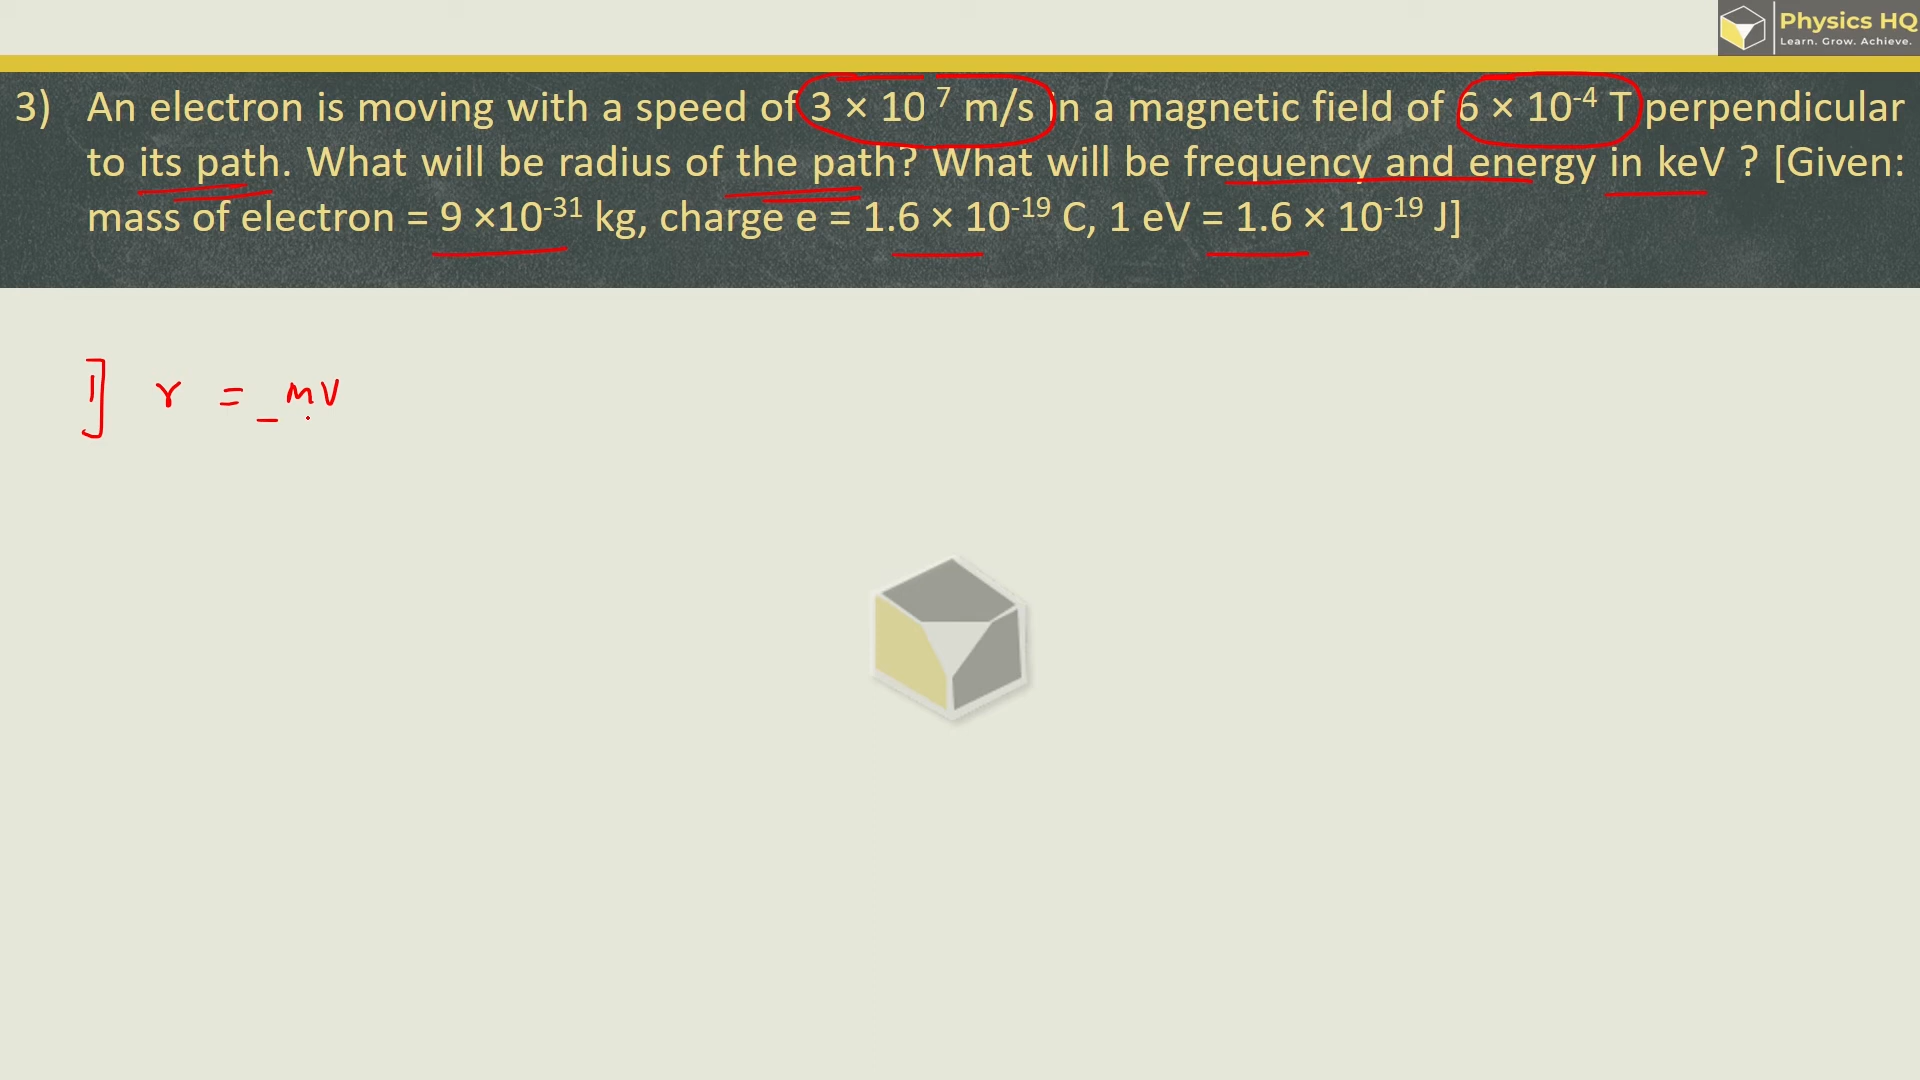 Physics HQ
Learn. Grow. Achieve.
3) An electron is moving with a speed of 3 × 10 ⁷ m/s in a magnetic field of 6 × 10⁻⁴ T perpendicular
to its path. What will be radius of the path? What will be frequency and energy in keV ? [Given:
mass of electron = 9 ×10⁻³¹ kg, charge e = 1.6 × 10⁻¹⁹ C, 1 eV = 1.6 × 10⁻¹⁹ J]
1] r = mv